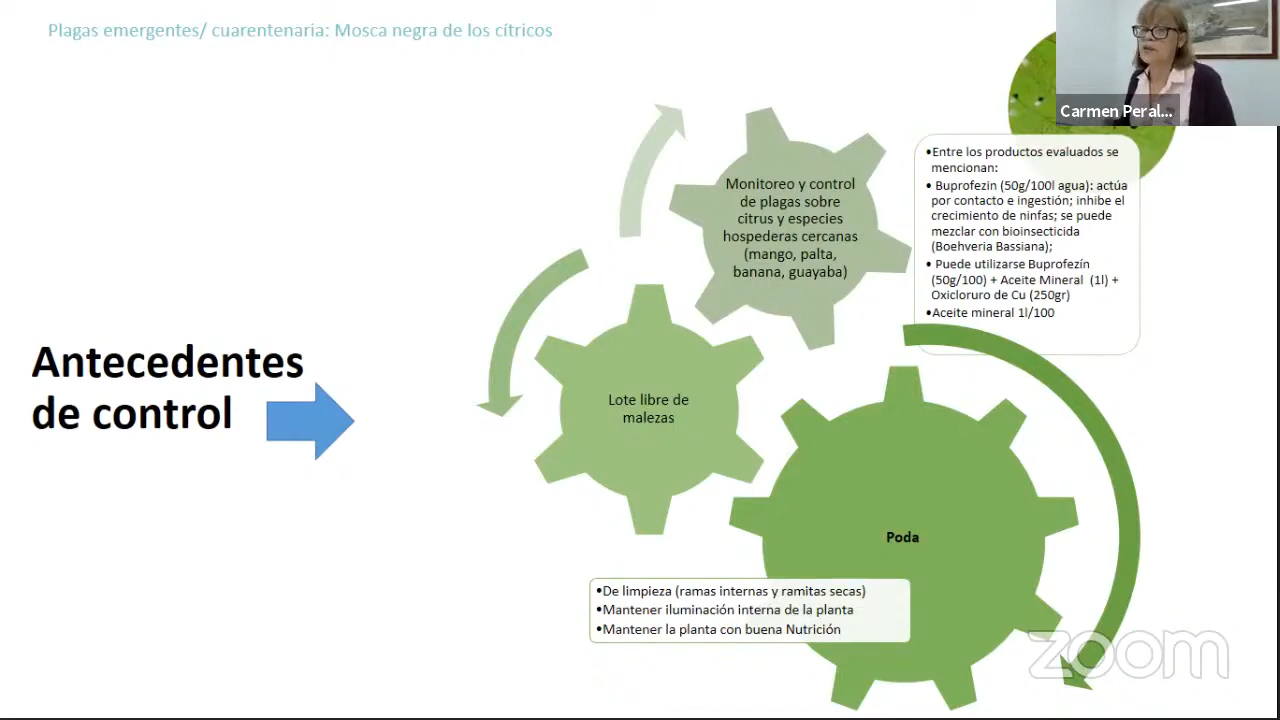 Plagas emergentes/ cuarentenaria: Mosca negra de los cítricos
Carmen Peral...
Antecedentes
de control
Monitoreo y control
de plagas sobre
citrus y especies
hospederas cercanas
(mango, palta,
banana, guayaba)
•Entre los productos evaluados se
mencionan:
• Buprofezin (50g/100l agua): actúa
por contacto e ingestión; inhibe el
crecimiento de ninfas; se puede
mezclar con bioinsecticida
(Boehveria Bassiana);
• Puede utilizarse Buprofezín
(50g/100) + Aceite Mineral (1l) +
Oxicloruro de Cu (250gr)
•Aceite mineral 1l/100
Lote libre de
malezas
Poda
•De limpieza (ramas internas y ramitas secas)
•Mantener iluminación interna de la planta
•Mantener la planta con buena Nutrición
zoom